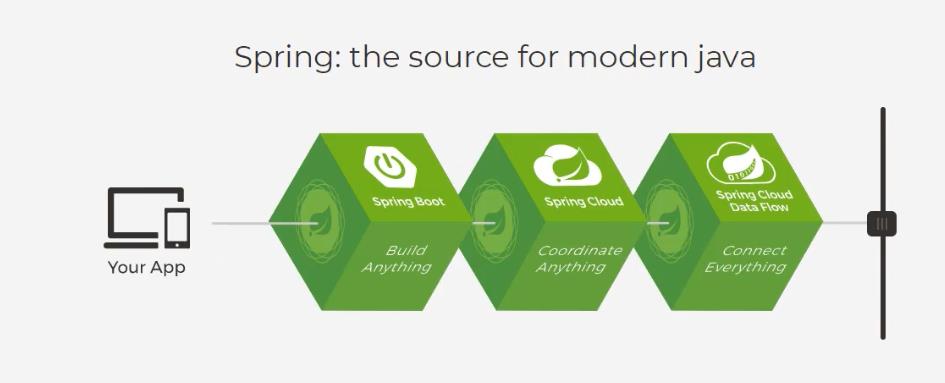 Spring: the source for modern java
Your App
Spring Boot
Build
Anything
Spring Cloud
Coordinate
Anything
Spring Cloud
Data Flow
Connect
Everything